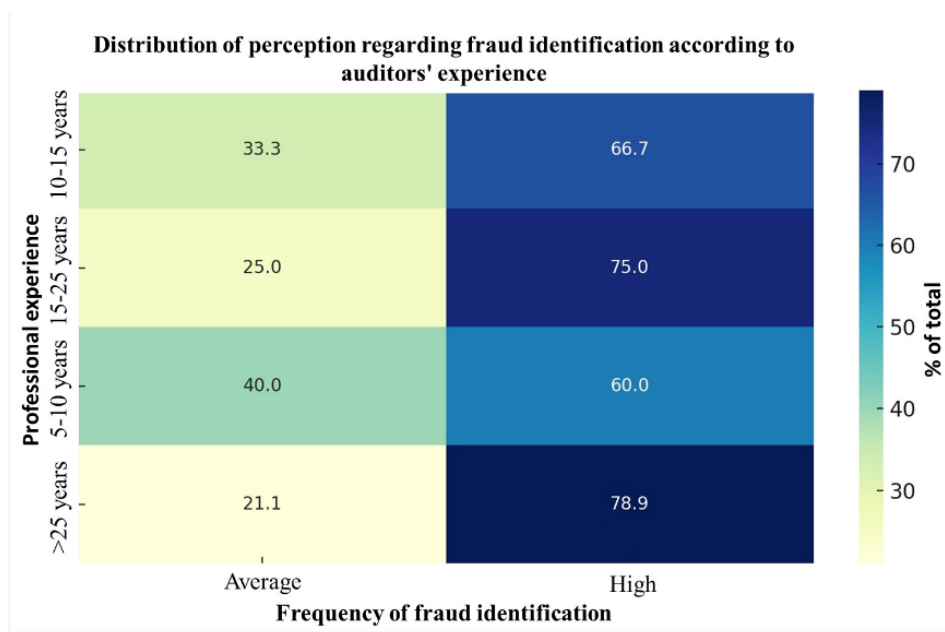 Distribution of perception regarding fraud identification according to
auditors' experience
Professional experience
10-15 years
33.3
66.7
15-25 years
25.0
75.0
5-10 years
40.0
60.0
>25 years
21.1
78.9
Average
High
Frequency of fraud identification
70
60
50
40
30
% of total